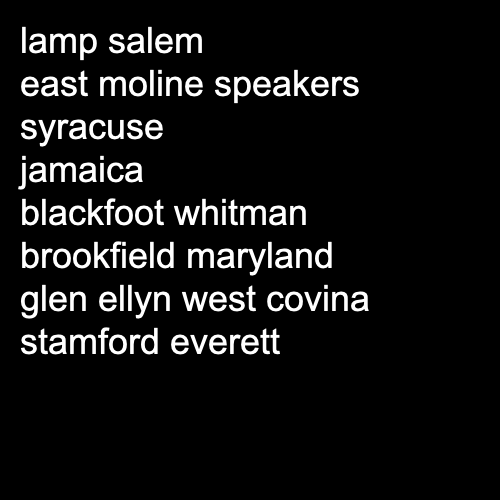 lamp salem
east moline speakers
syracuse
jamaica
blackfoot whitman
brookfield maryland
glen ellyn west covina
stamford everett